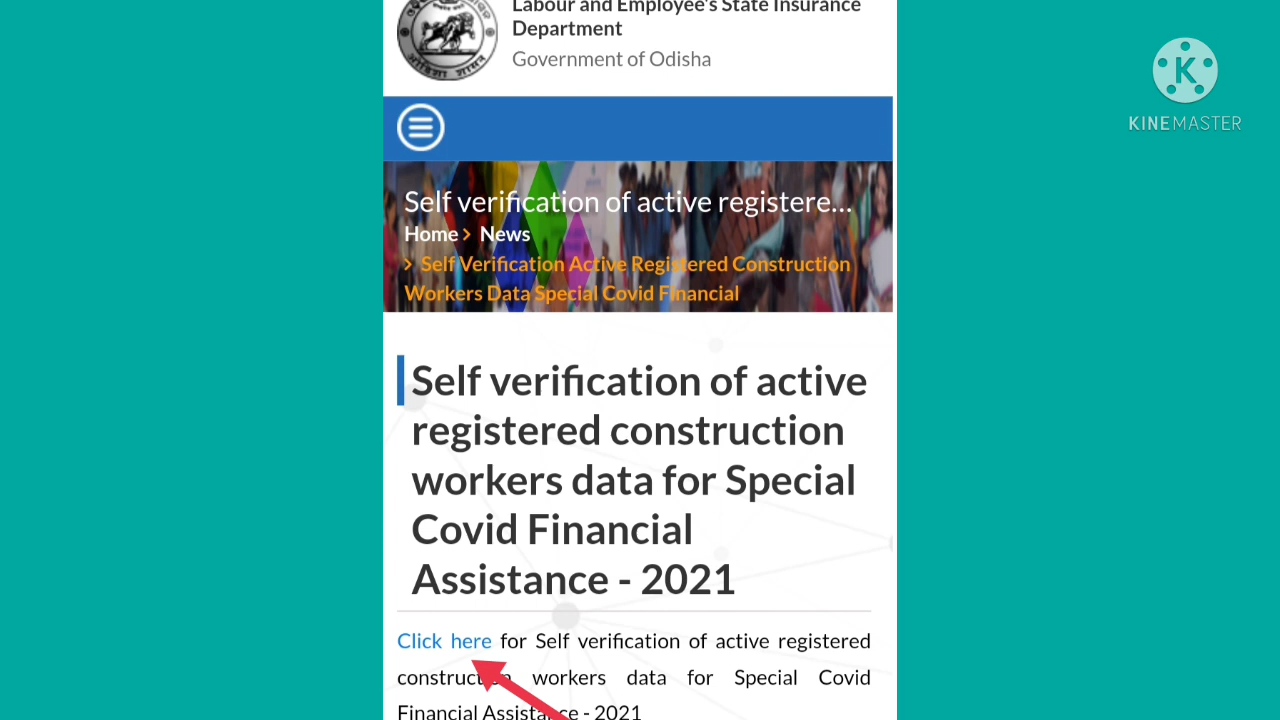 Labour and Employee's State Insurance
Department
Government of Odisha
KINEMASTER
Self verification of active registere...
Home > News
> Self Verification Active Registered Construction
Workers Data Special Covid Financial
Self verification of active
registered construction
workers data for Special
Covid Financial
Assistance - 2021
Click here for Self verification of active registered
construction workers data for Special Covid
Financial Assistance - 2021